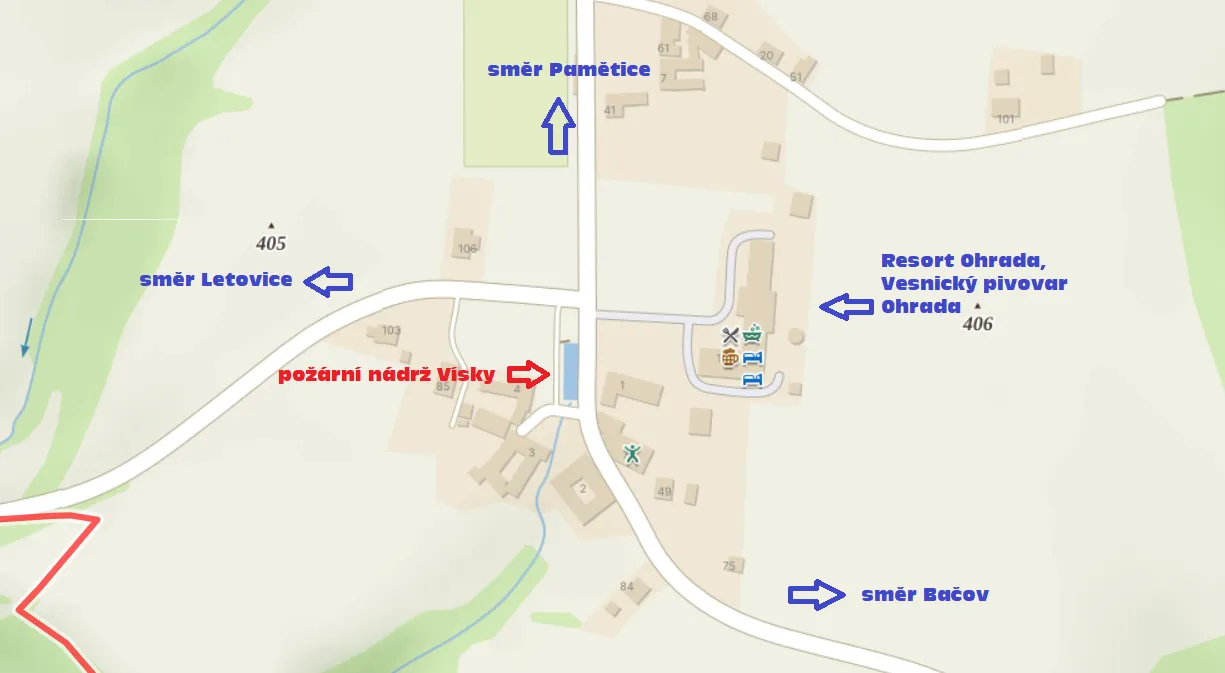 68
61
20
směr Pamětice
7
51
41
101
405
106
směr Letovice
Resort Ohrada,
Vesnický pivovar
Ohrada
406
103
požární nádrž Vísky
85
4
1
3
2
49
75
84
směr Bačov